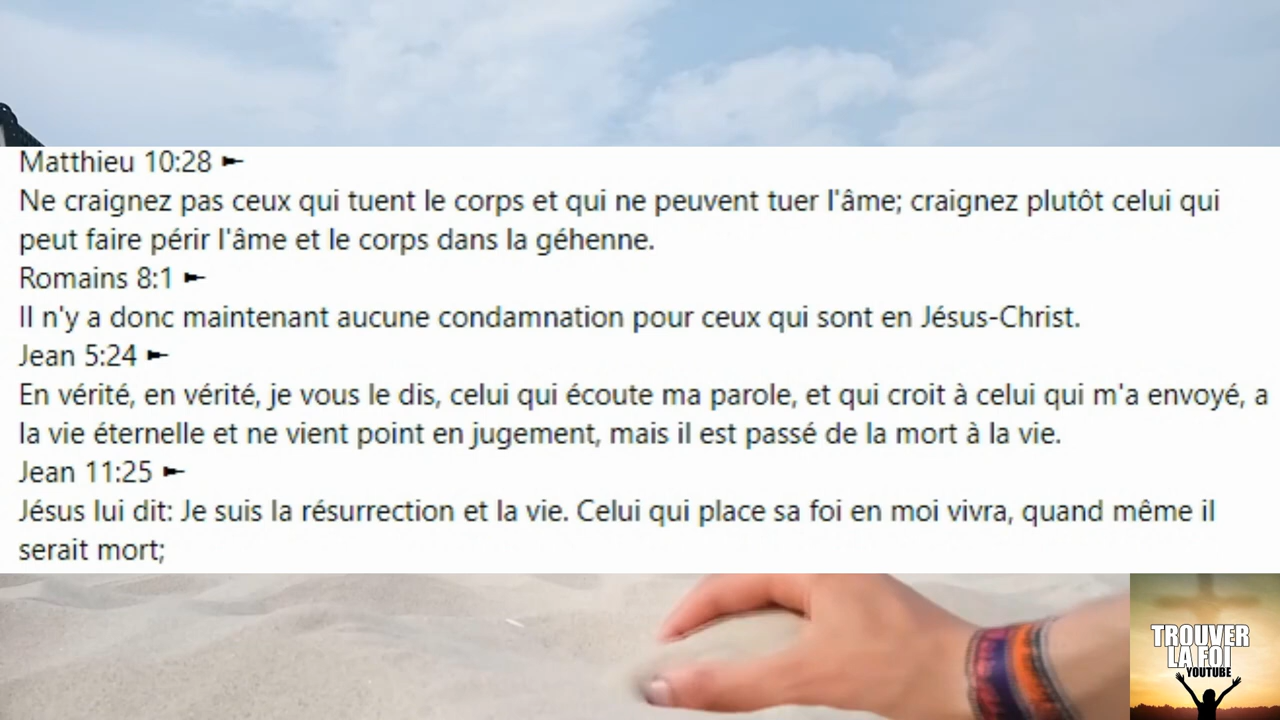 Matthieu 10:28 ►
Ne craignez pas ceux qui tuent le corps et qui ne peuvent tuer l'âme; craignez plutôt celui qui
peut faire périr l'âme et le corps dans la géhenne.
Romains 8:1 ►
Il n'y a donc maintenant aucune condamnation pour ceux qui sont en Jésus-Christ.
Jean 5:24 ►
En vérité, en vérité, je vous le dis, celui qui écoute ma parole, et qui croit à celui qui m'a envoyé, a
la vie éternelle et ne vient point en jugement, mais il est passé de la mort à la vie.
Jean 11:25 ►
Jésus lui dit: Je suis la résurrection et la vie. Celui qui place sa foi en moi vivra, quand même il
serait mort;
TROUVER
LA FOI
YOUTUBE